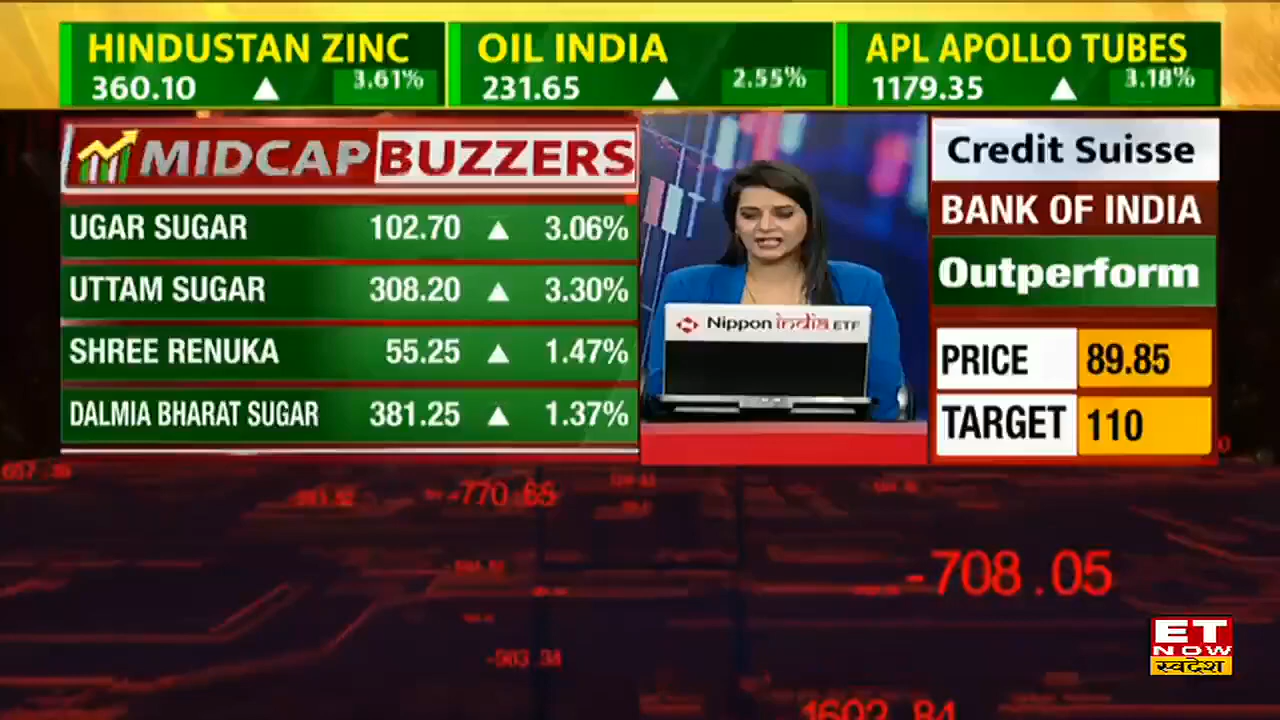 HINDUSTAN ZINC
360.10 ▲ 3.61%
OIL INDIA
231.65 ▲ 2.55%
APL APOLLO TUBES
1179.35 ▲ 3.18%
MIDCAP BUZZERS
UGAR SUGAR 102.70 ▲ 3.06%
UTTAM SUGAR 308.20 ▲ 3.30%
SHREE RENUKA 55.25 ▲ 1.47%
DALMIA BHARAT SUGAR 381.25 ▲ 1.37%
Nippon india ETF
Credit Suisse
BANK OF INDIA
Outperform
PRICE 89.85
TARGET 110
-770.65
-708.05
ET
NOW
स्वदेश